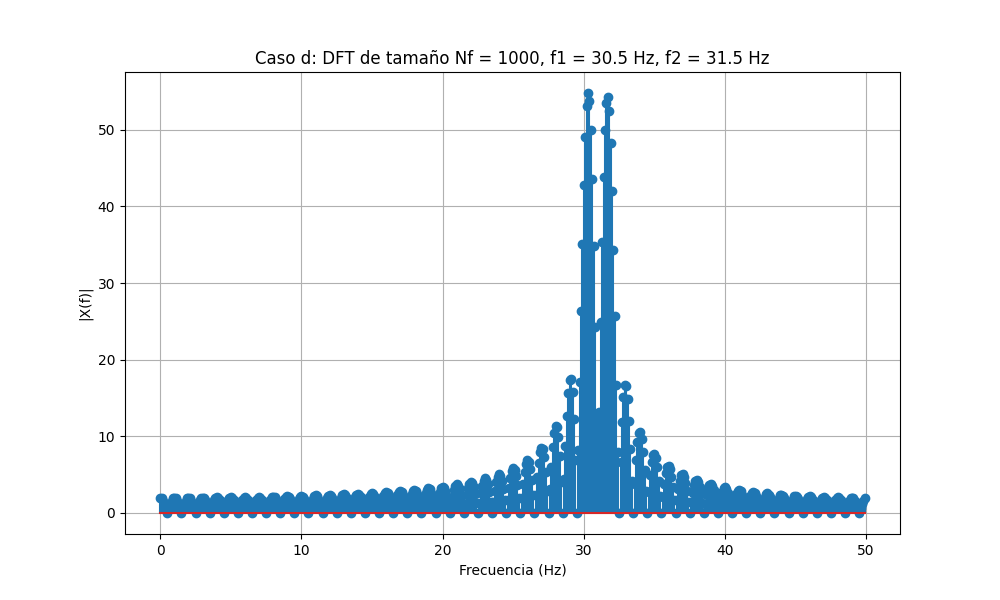 Caso d: DFT de tamaño Nf = 1000, f1 = 30.5 Hz, f2 = 31.5 Hz
|X(f)|
50
40
30
20
10
0
0 10 20 30 40 50
Frecuencia (Hz)